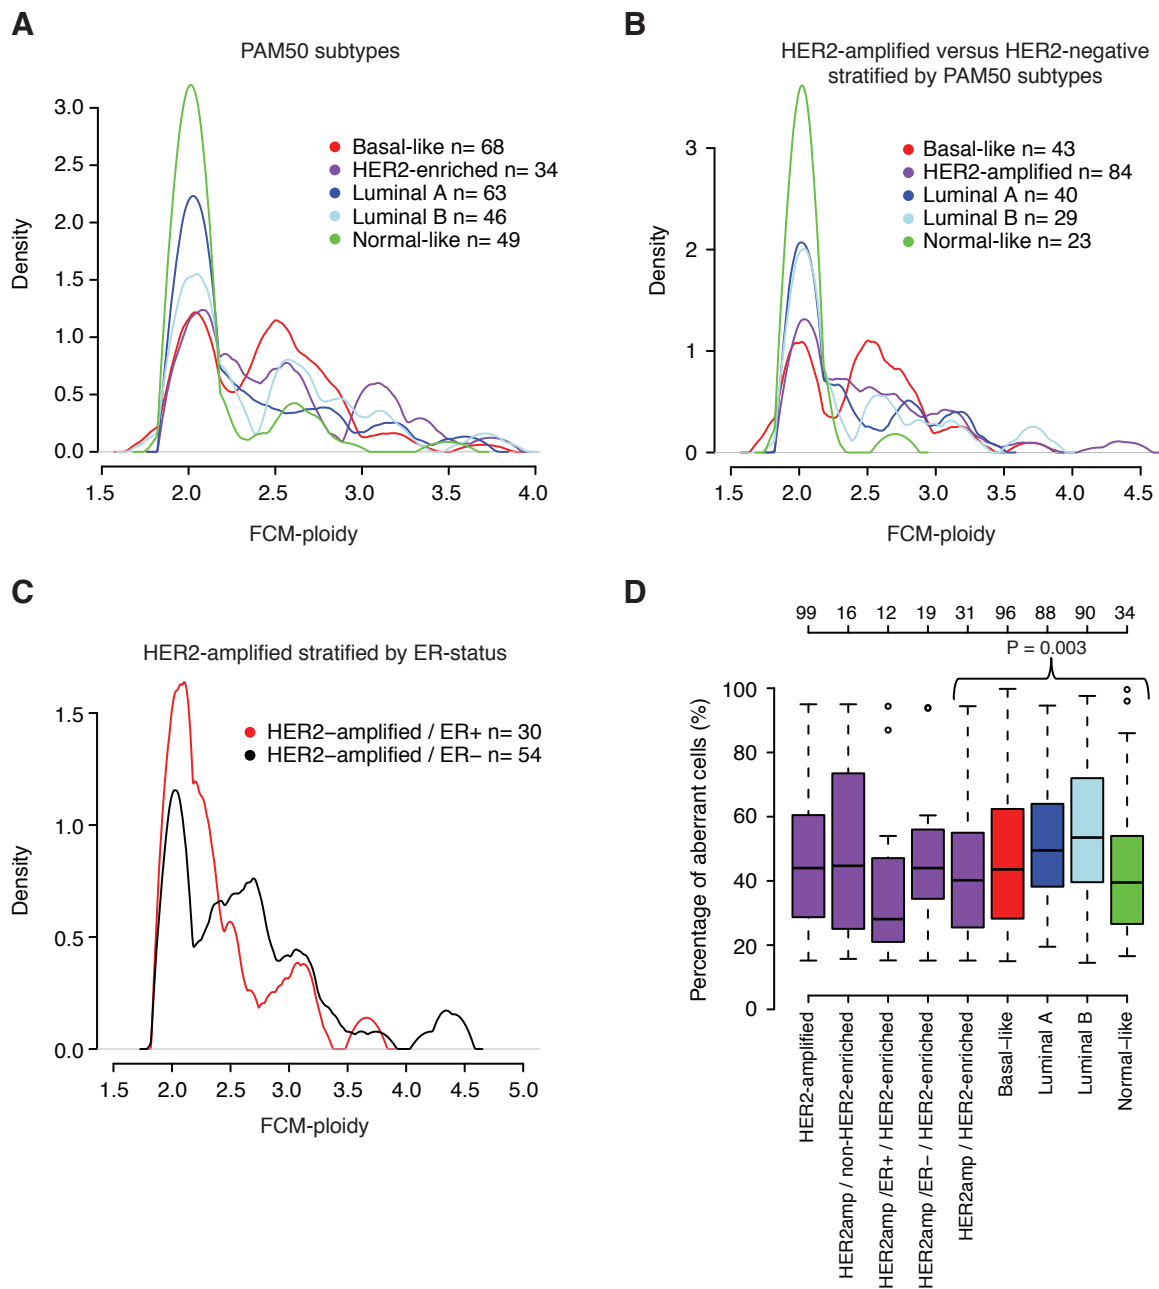 A
PAM50 subtypes
Density
3.0
2.5
2.0
1.5
1.0
0.5
0.0
Basal-like n= 68
HER2-enriched n= 34
Luminal A n= 63
Luminal B n= 46
Normal-like n= 49
1.5 2.0 2.5 3.0 3.5 4.0
FCM-ploidy
B
HER2-amplified versus HER2-negative
stratified by PAM50 subtypes
Density
3
2
1
0
Basal-like n= 43
HER2-amplified n= 84
Luminal A n= 40
Luminal B n= 29
Normal-like n= 23
1.5 2.0 2.5 3.0 3.5 4.0 4.5
FCM-ploidy
C
HER2-amplified stratified by ER-status
Density
1.5
1.0
0.5
0.0
HER2−amplified / ER+ n= 30
HER2−amplified / ER− n= 54
1.5 2.0 2.5 3.0 3.5 4.0 4.5 5.0
FCM-ploidy
D
99 16 12 19 31 96 88 90 34
P = 0.003
Percentage of aberrant cells (%)
100
80
60
40
20
0
HER2-amplified
HER2amp / non-HER2-enriched
HER2amp /ER+ / HER2-enriched
HER2amp /ER− / HER2-enriched
HER2amp / HER2-enriched
Basal−like
Luminal A
Luminal B
Normal−like